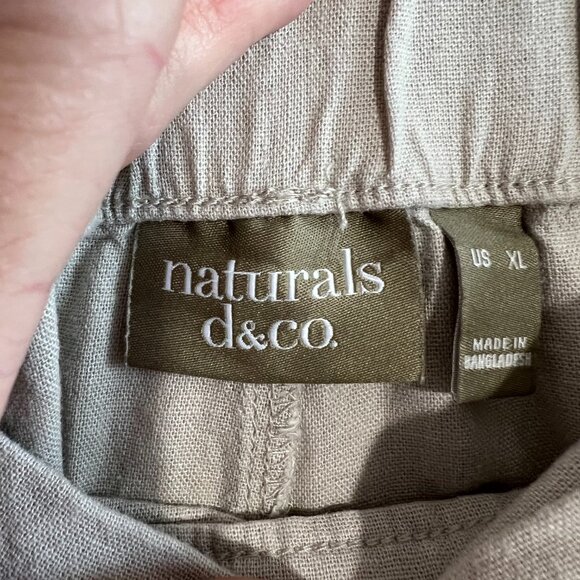 naturals
d&co.
US XL
MADE IN
BANGLADESH